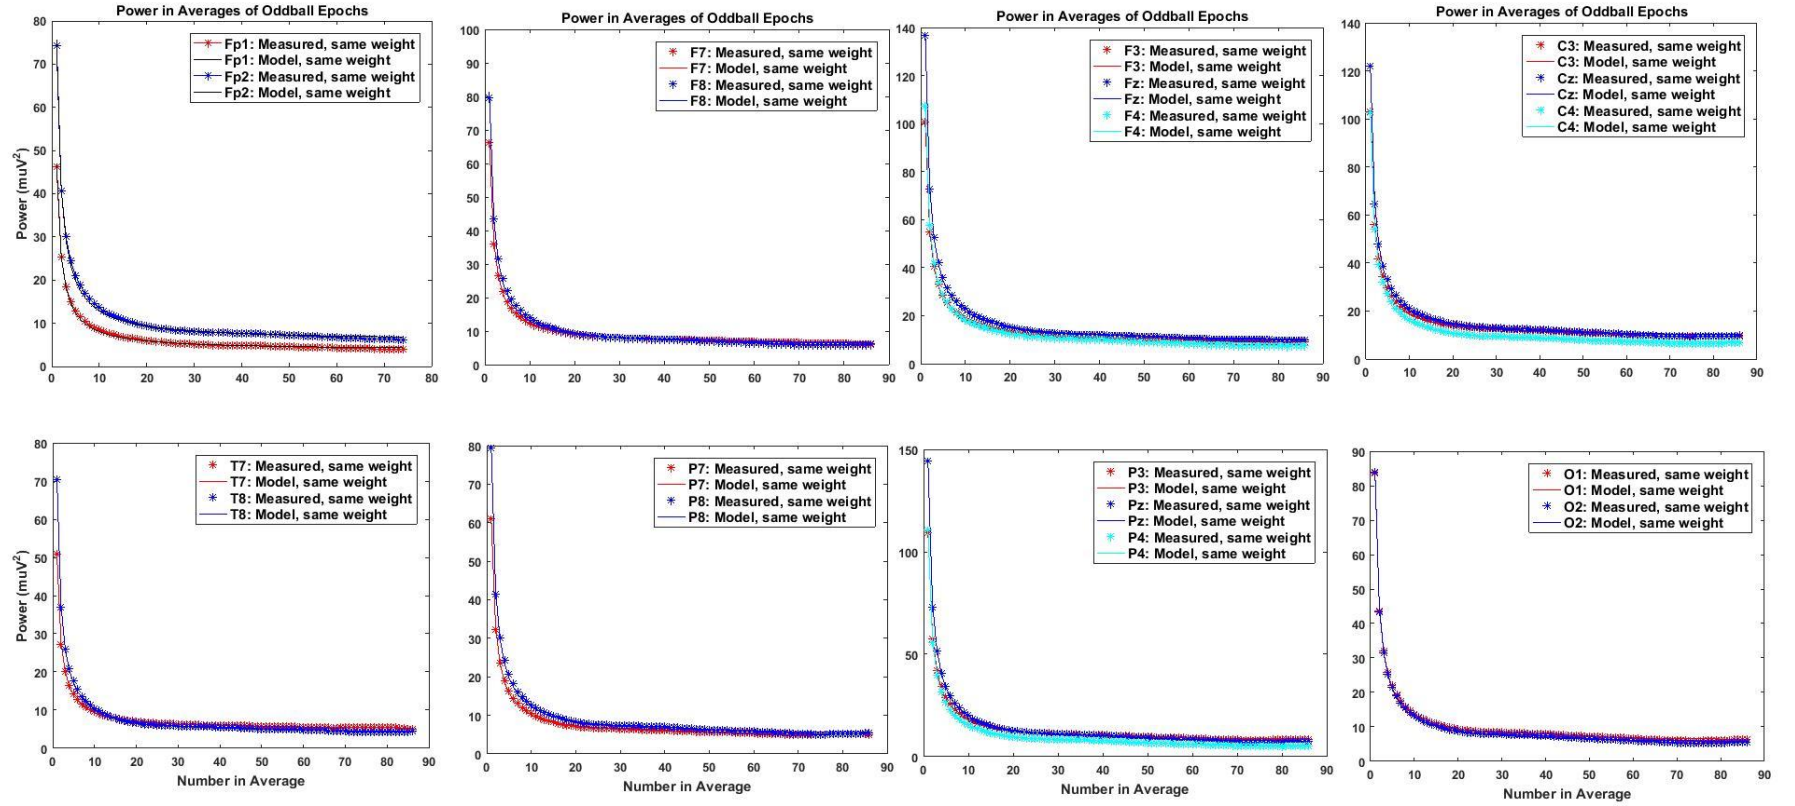 Power in Averages of Oddball Epochs
Power (muV²)
80
70
60
50
40
30
20
10
0
Fp1: Measured, same weight
Fp1: Model, same weight
Fp2: Measured, same weight
Fp2: Model, same weight
0 10 20 30 40 50 60 70 80
Power in Averages of Oddball Epochs
100
90
80
70
60
50
40
30
20
10
0
F7: Measured, same weight
F7: Model, same weight
F8: Measured, same weight
F8: Model, same weight
0 10 20 30 40 50 60 70 80 90
Power in Averages of Oddball Epochs
140
120
100
80
60
40
20
0
F3: Measured, same weight
F3: Model, same weight
Fz: Measured, same weight
Fz: Model, same weight
F4: Measured, same weight
F4: Model, same weight
0 10 20 30 40 50 60 70 80 90
Power in Averages of Oddball Epochs
140
120
100
80
60
40
20
0
C3: Measured, same weight
C3: Model, same weight
Cz: Measured, same weight
Cz: Model, same weight
C4: Measured, same weight
C4: Model, same weight
0 10 20 30 40 50 60 70 80 90
Power (muV²)
80
70
60
50
40
30
20
10
0
T7: Measured, same weight
T7: Model, same weight
T8: Measured, same weight
T8: Model, same weight
0 10 20 30 40 50 60 70 80 90
Number in Average
80
70
60
50
40
30
20
10
0
P7: Measured, same weight
P7: Model, same weight
P8: Measured, same weight
P8: Model, same weight
0 10 20 30 40 50 60 70 80 90
Number in Average
150
100
50
0
P3: Measured, same weight
P3: Model, same weight
Pz: Measured, same weight
Pz: Model, same weight
P4: Measured, same weight
P4: Model, same weight
0 10 20 30 40 50 60 70 80 90
Number in Average
90
80
70
60
50
40
30
20
10
0
O1: Measured, same weight
O1: Model, same weight
O2: Measured, same weight
O2: Model, same weight
0 10 20 30 40 50 60 70 80 90
Number in Average